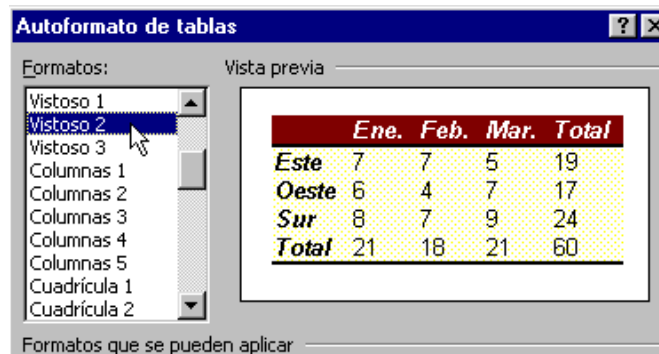 Autoformato de tablas
Formatos:
Vista previa
Vistoso 1
Vistoso 2
Vistoso 3
Columnas 1
Columnas 2
Columnas 3
Columnas 4
Columnas 5
Cuadrícula 1
Cuadrícula 2
Ene. Feb. Mar. Total
Este 7 7 5 19
Oeste 6 4 7 17
Sur 8 7 9 24
Total 21 18 21 60
Formatos que se pueden aplicar